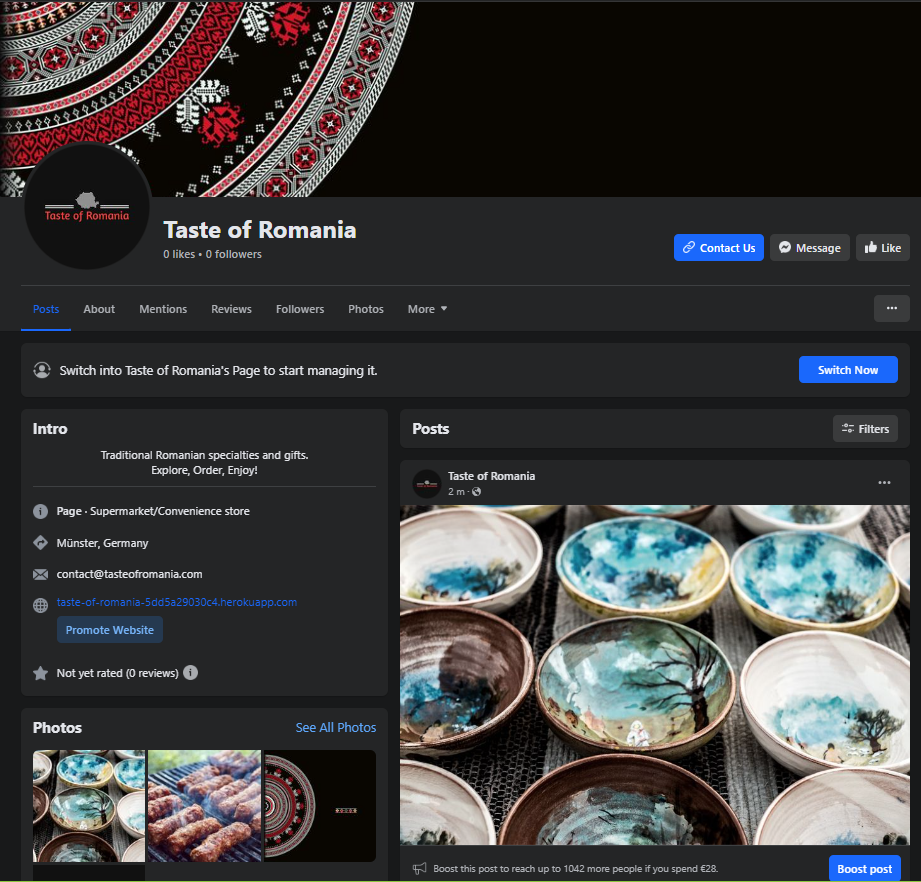 Taste of Romania
Taste of Romania
0 likes • 0 followers
Contact Us
Message
Like
Posts
About
Mentions
Reviews
Followers
Photos
More
Switch into Taste of Romania's Page to start managing it.
Switch Now
Intro
Traditional Romanian specialties and gifts.
Explore, Order, Enjoy!
Page · Supermarket/Convenience store
Münster, Germany
contact@tasteofromania.com
taste-of-romania-5dd5a29030c4.herokuapp.com
Promote Website
Not yet rated (0 reviews)
Photos
See All Photos
Posts
Filters
Taste of Romania
2 m ·
Boost this post to reach up to 1042 more people if you spend €28.
Boost post